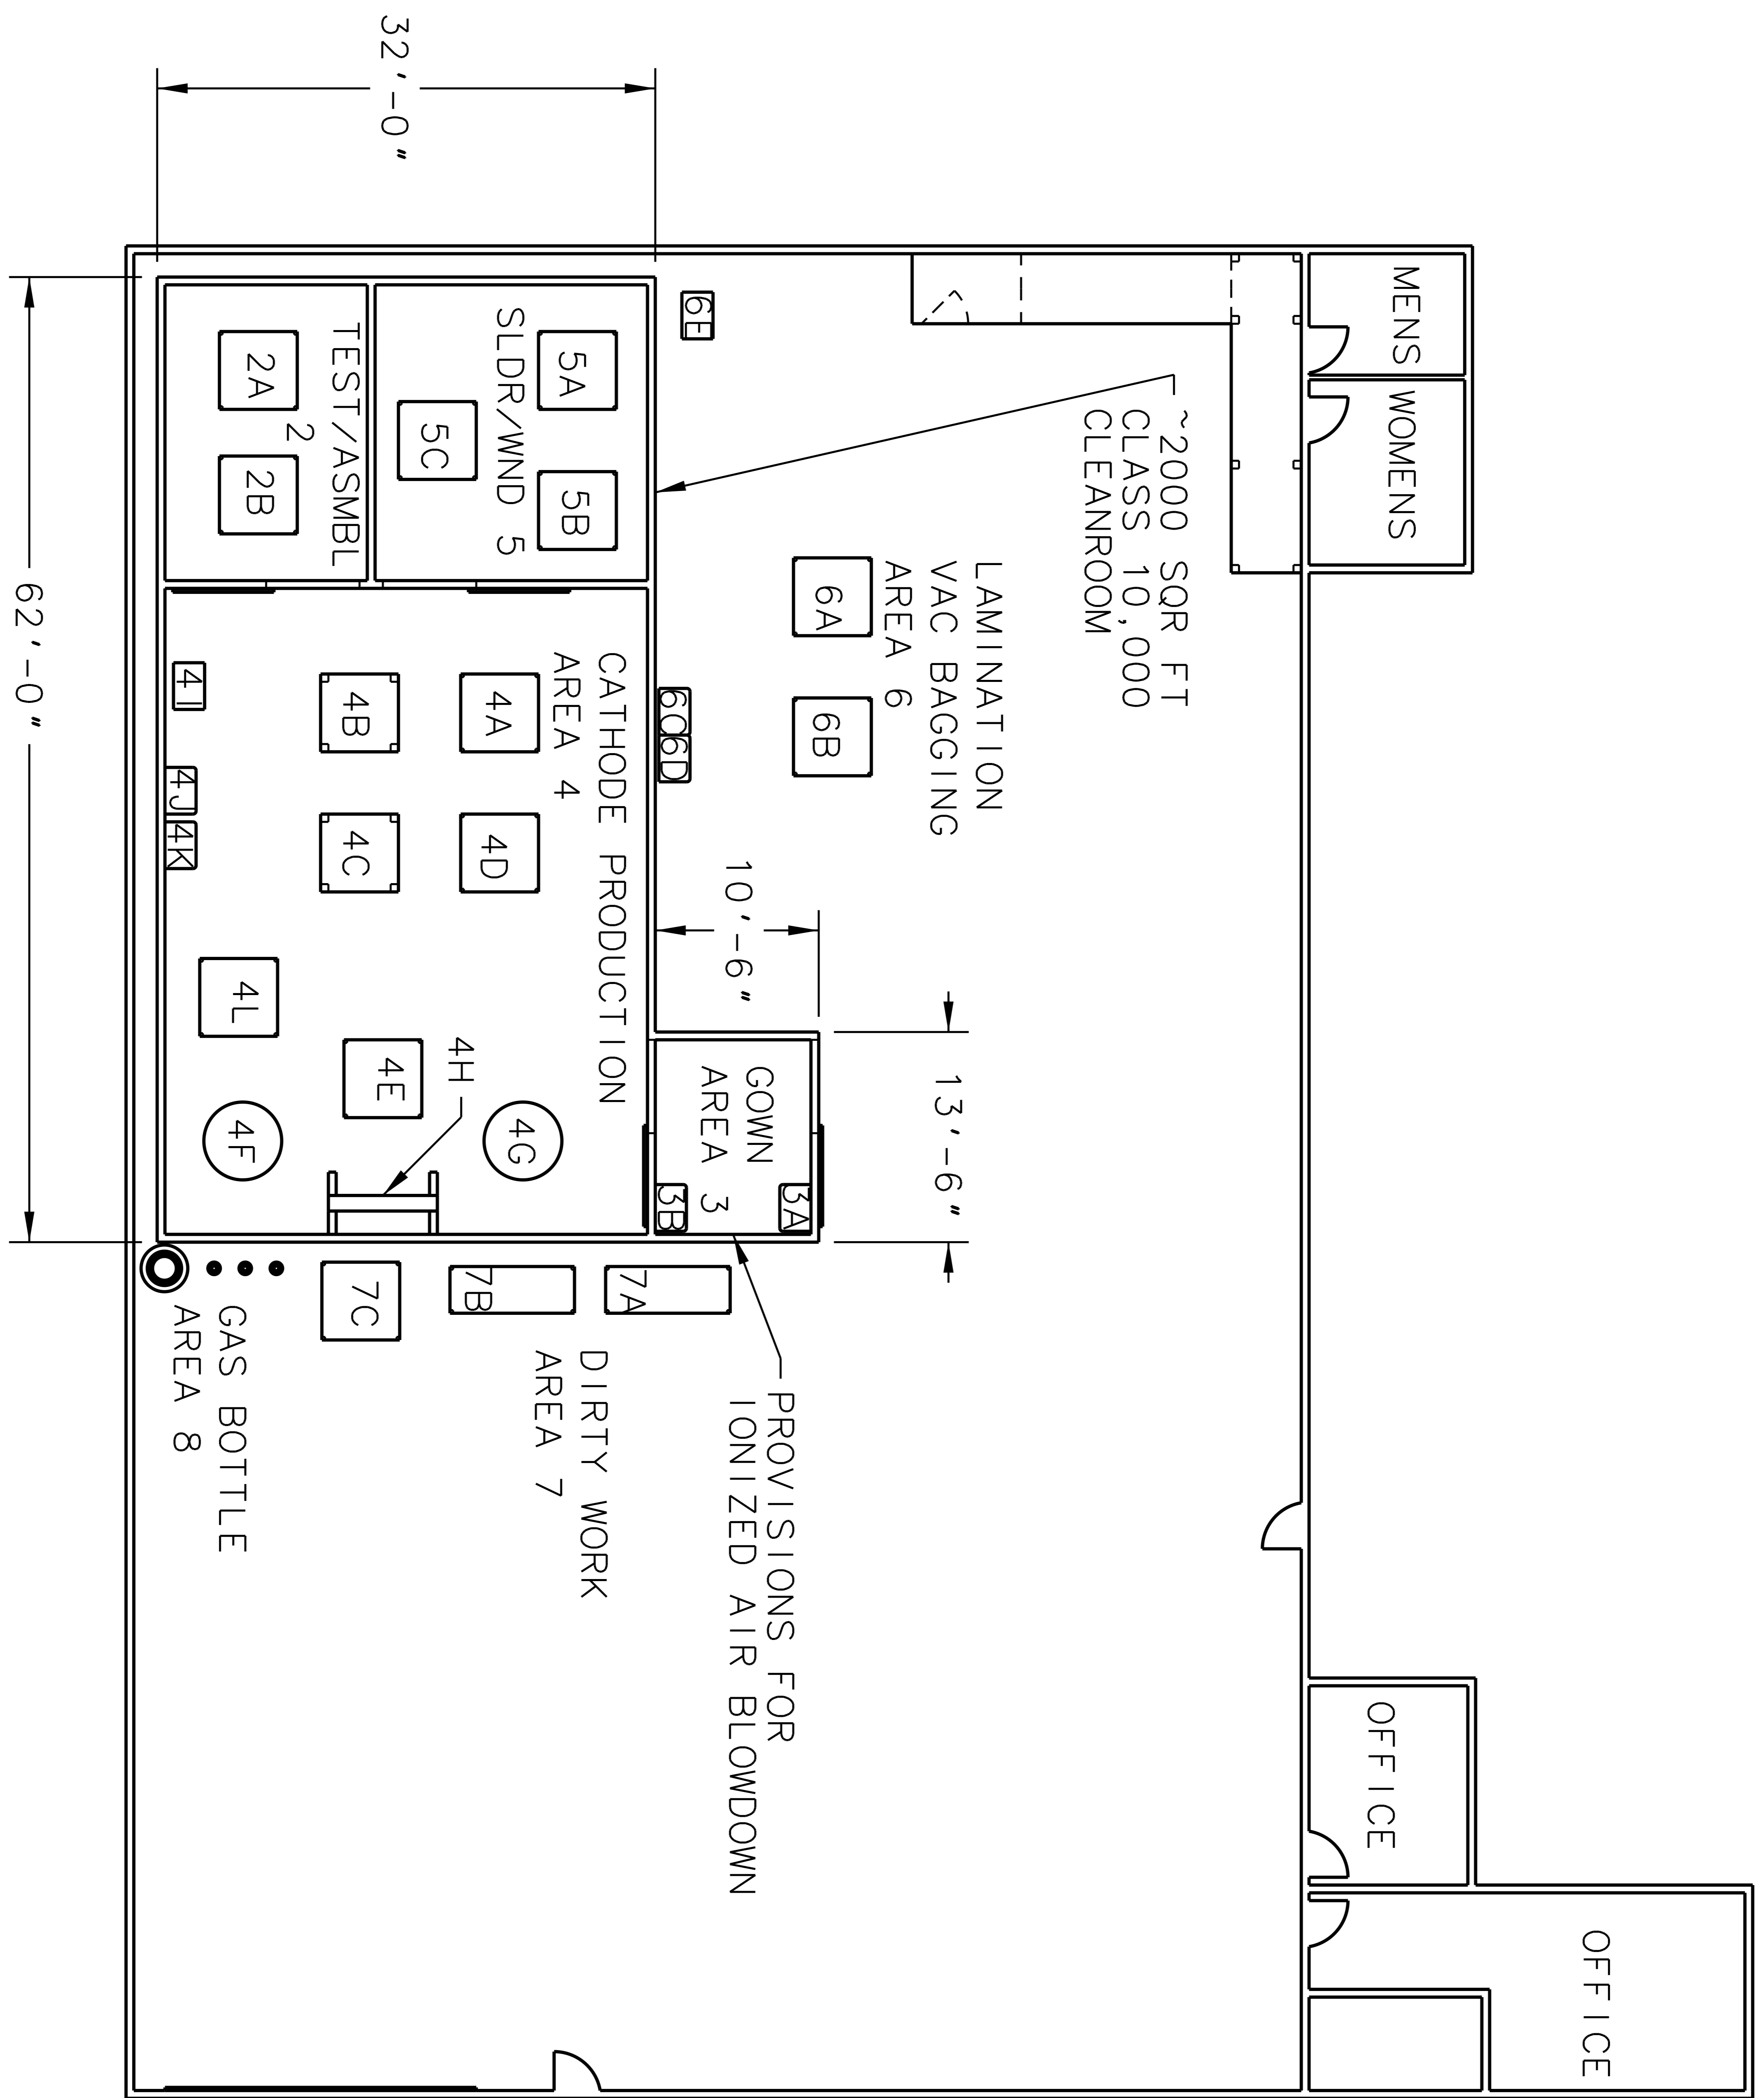 MENS
WOMENS
OFFICE
OFFICE
~2000 SQR FT
CLASS 10,000
CLEANROOM
LAMINATION
VAC BAGGING
AREA 6
6A
6B
6E
6C
6D
13'-6"
10'-6"
GOWN
AREA 3
3A
3B
PROVISIONS FOR
IONIZED AIR BLOWDOWN
SLDR/WND 5
5A
5B
5C
TEST/ASMBL
2
2A
2B
CATHODE PRODUCTION
AREA 4
4A
4D
4B
4C
4G
4H
4E
4L
4F
4I
4J
4K
7A
7B
7C
DIRTY WORK
AREA 7
GAS BOTTLE
AREA 8
32'-0"
62'-0"